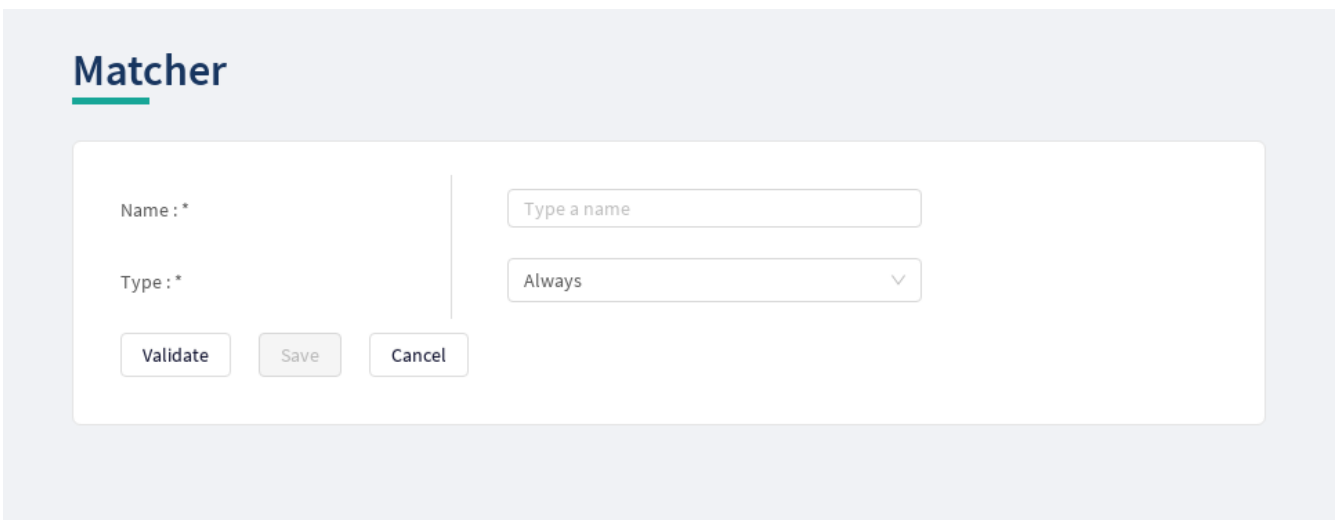 Matcher
Name : *
Type a name
Type : *
Always
Validate
Save
Cancel